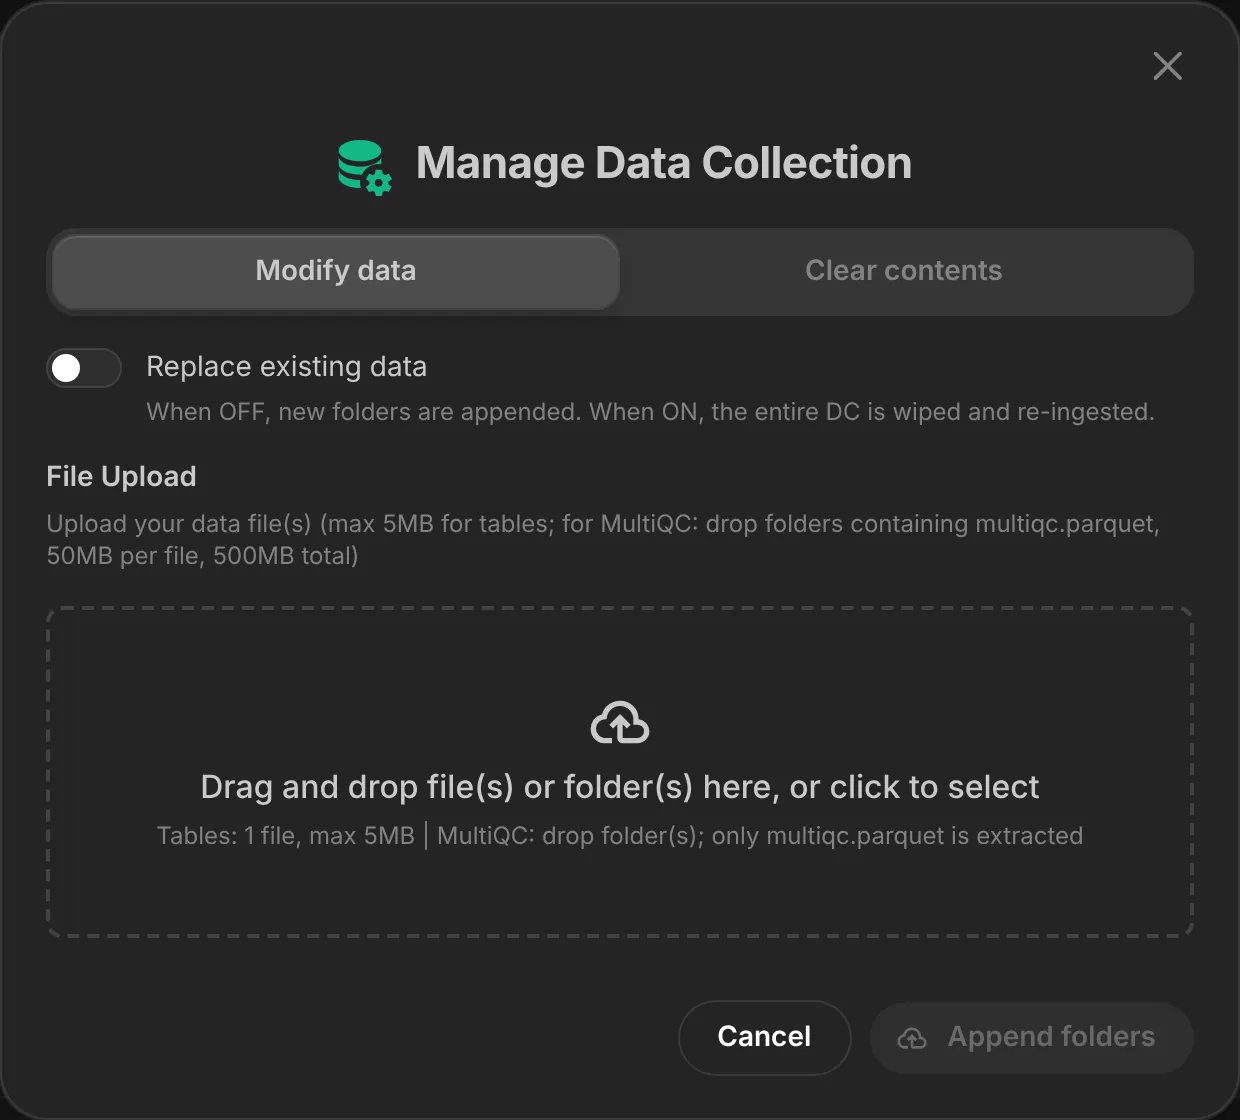 Manage Data Collection
Modify data
Clear contents
Replace existing data
When OFF, new folders are appended. When ON, the entire DC is wiped and re-ingested.
File Upload
Upload your data file(s) (max 5MB for tables; for MultiQC: drop folders containing multiqc.parquet,
50MB per file, 500MB total)
Drag and drop file(s) or folder(s) here, or click to select
Tables: 1 file, max 5MB | MultiQC: drop folder(s); only multiqc.parquet is extracted
Cancel
Append folders